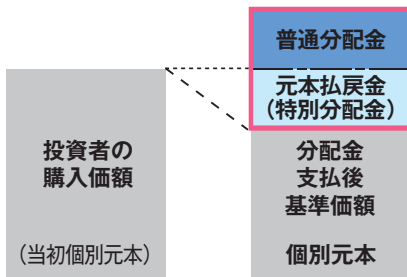 普通分配金
元本払戻金
（特別分配金）
投資者の
購入価額
（当初個別元本）
分配金
支払後
基準価額
個別元本